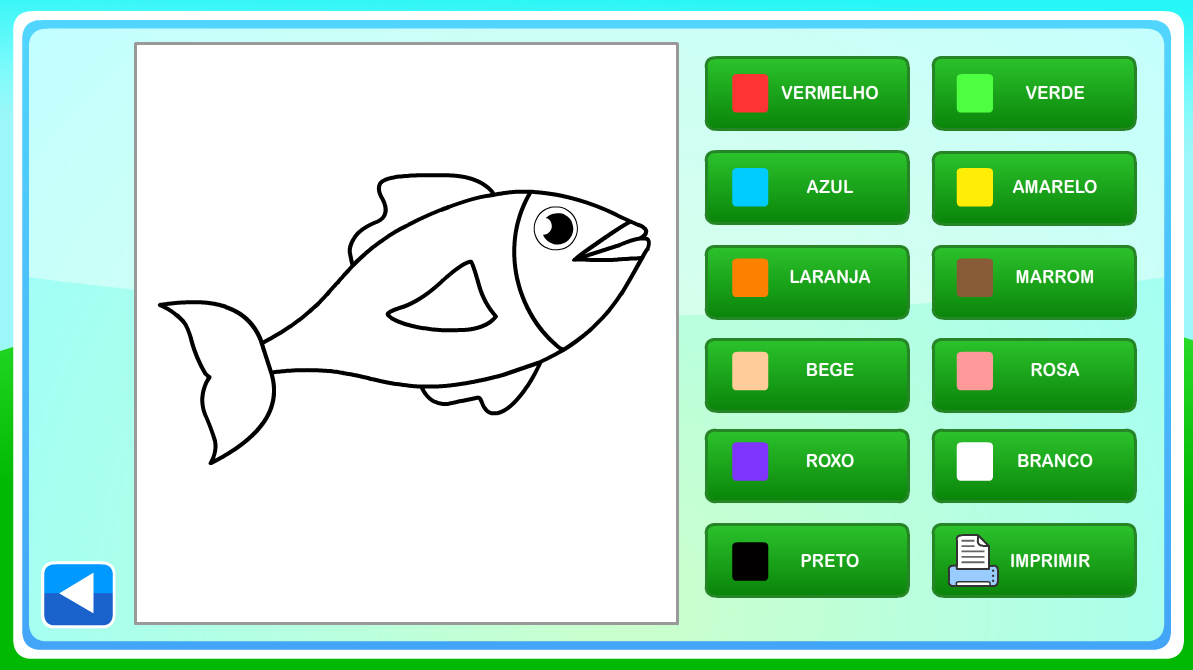 VERMELHO
VERDE
AZUL
AMARELO
LARANJA
MARROM
BEGE
ROSA
ROXO
BRANCO
PRETO
IMPRIMIR